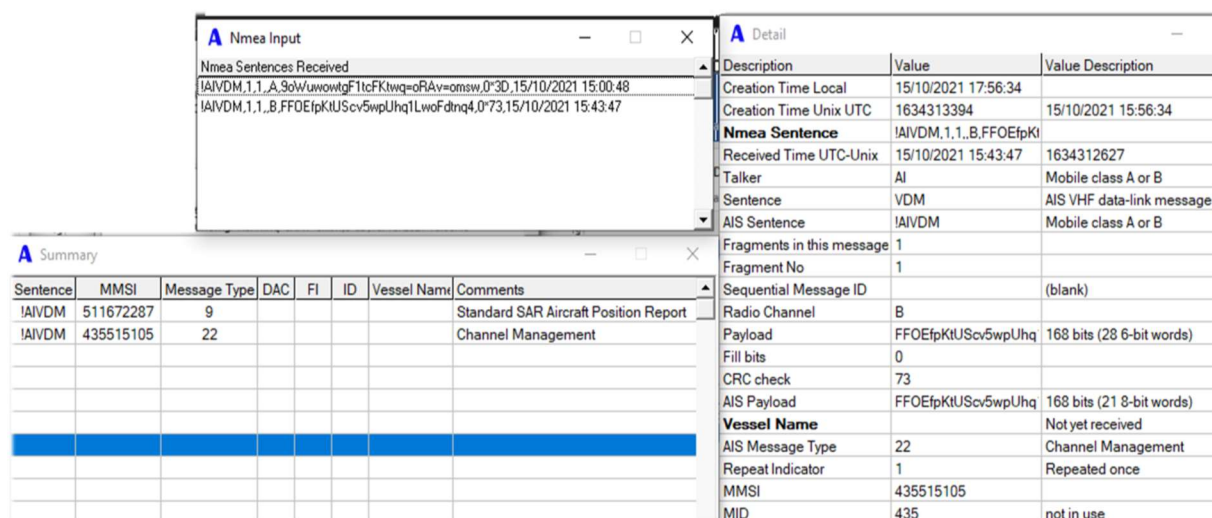 Nmea Input
Nmea Sentences Received
!AIVDM,1,1,,A,9oWuwowtgF1tcFKtwq=oRAv=omsw,0*3D,15/10/2021 15:00:48
!AIVDM,1,1,,B,FFOEfpKtUScv5wpUhq1LwoFdtnq4,0*73,15/10/2021 15:43:47
Summary
Sentence MMSI Message Type DAC FI ID Vessel Name Comments
!AIVDM 511672287 9 Standard SAR Aircraft Position Report
!AIVDM 435515105 22 Channel Management
Detail
Description Value Value Description
Creation Time Local 15/10/2021 17:56:34
Creation Time Unix UTC 1634313394 15/10/2021 15:56:34
Nmea Sentence !AIVDM,1,1,,B,FFOEfpKt
Received Time UTC-Unix 15/10/2021 15:43:47 1634312627
Talker AI Mobile class A or B
Sentence VDM AIS VHF data-link message
AIS Sentence !AIVDM Mobile class A or B
Fragments in this message 1
Fragment No 1
Sequential Message ID (blank)
Radio Channel B
Payload FFOEfpKtUScv5wpUhq 168 bits (28 6-bit words)
Fill bits 0
CRC check 73
AIS Payload FFOEfpKtUScv5wpUhq 168 bits (21 8-bit words)
Vessel Name Not yet received
AIS Message Type 22 Channel Management
Repeat Indicator 1 Repeated once
MMSI 435515105
MID 435 not in use